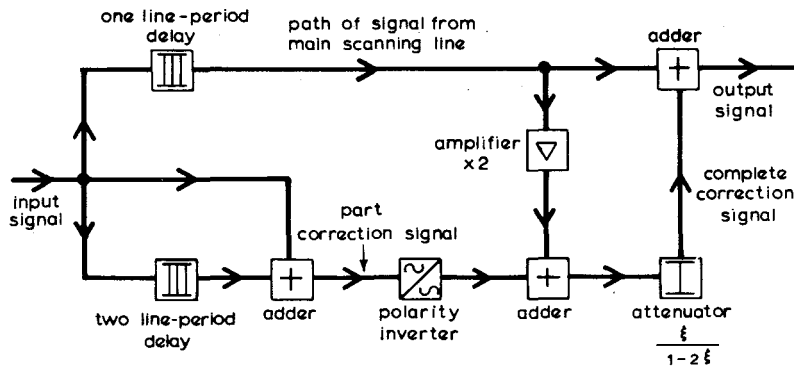 one line-period
delay
path of signal from
main scanning line
adder
+
output
signal
amplifier
x2
complete
correction
signal
input
signal
part
correction signal
two line-period
delay
+
adder
polarity
inverter
+
adder
attenuator
ξ
1-2ξ